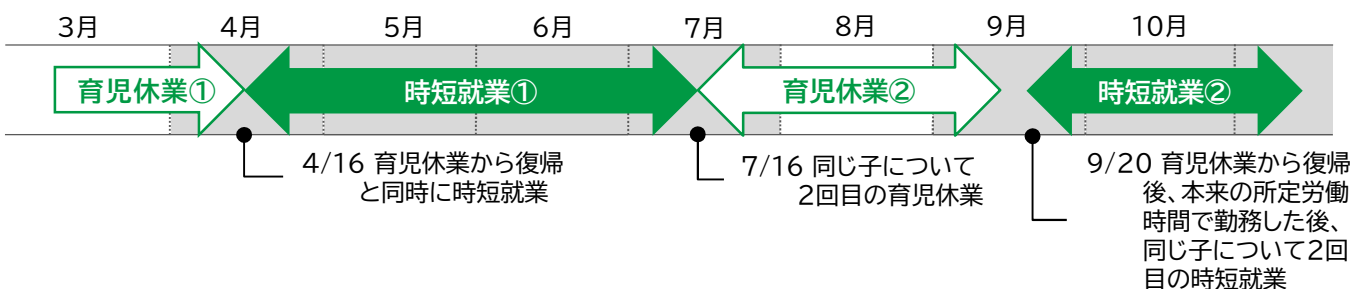 3月
4月
5月
6月
7月
8月
9月
10月
育児休業①
時短就業①
育児休業②
時短就業②
4/16 育児休業から復帰
と同時に時短就業
7/16 同じ子について
2回目の育児休業
9/20 育児休業から復帰
後、本来の所定労働
時間で勤務した後、
同じ子について2回
目の時短就業